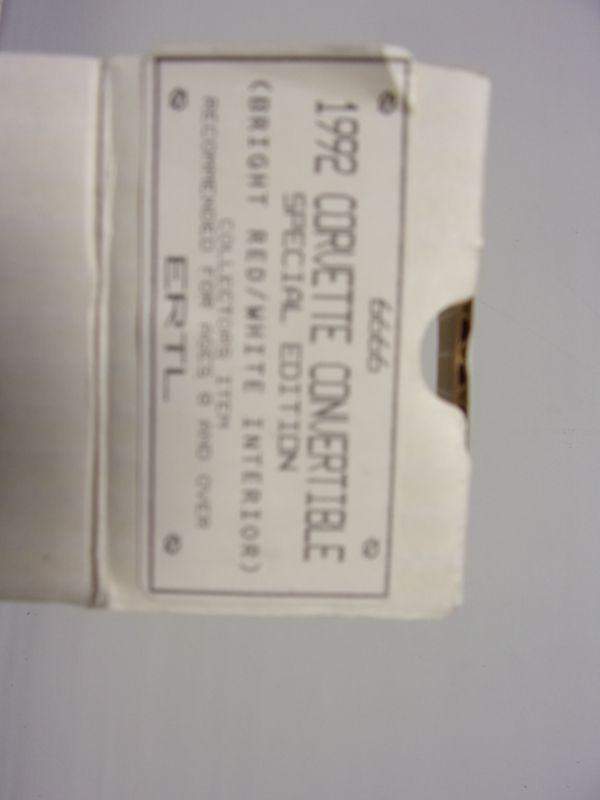 6666
1992 CORVETTE CONVERTIBLE
SPECIAL EDITION
(BRIGHT RED/WHITE INTERIOR)
COLLECTORS ITEM
RECOMMENDED FOR AGES 8 AND OVER
ERTL